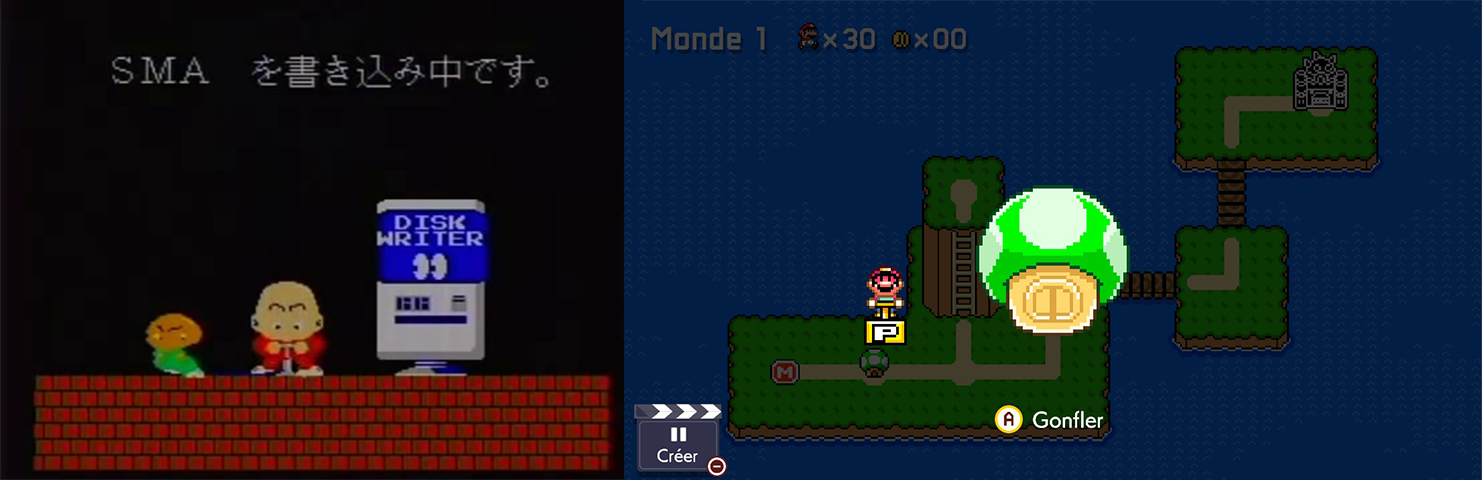 SMA を書き込み中です。
DISK
WRITER
Monde 1 ×30 ×00
P
M
A Gonfler
Créer